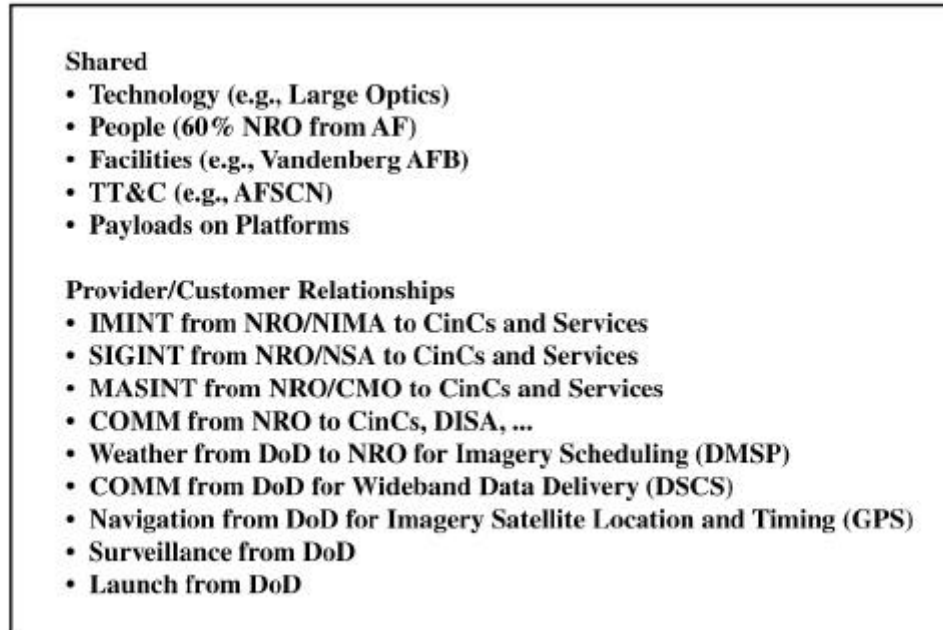 Shared
• Technology (e.g., Large Optics)
• People (60% NRO from AF)
• Facilities (e.g., Vandenberg AFB)
• TT&C (e.g., AFSCN)
• Payloads on Platforms
Provider/Customer Relationships
• IMINT from NRO/NIMA to CinCs and Services
• SIGINT from NRO/NSA to CinCs and Services
• MASINT from NRO/CMO to CinCs and Services
• COMM from NRO to CinCs, DISA, ...
• Weather from DoD to NRO for Imagery Scheduling (DMSP)
• COMM from DoD for Wideband Data Delivery (DSCS)
• Navigation from DoD for Imagery Satellite Location and Timing (GPS)
• Surveillance from DoD
• Launch from DoD